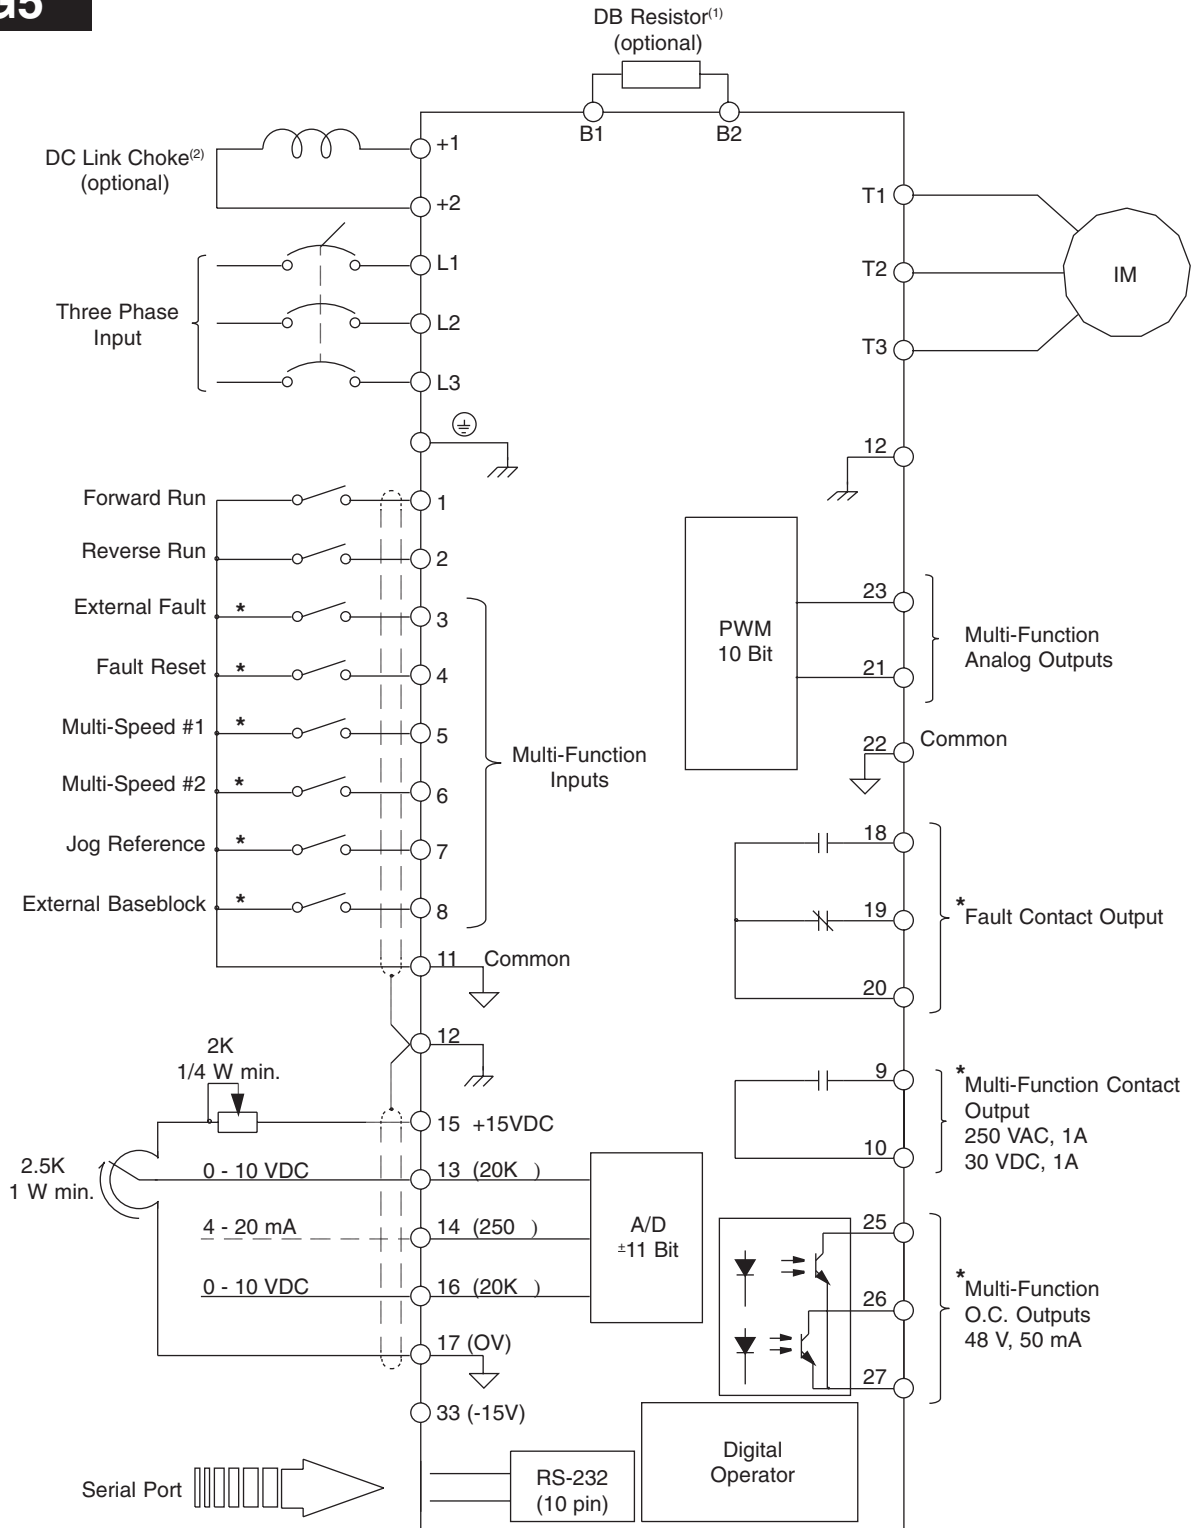 G5
DB Resistor(1)
(optional)
B1
B2
DC Link Choke(2)
(optional)
+1
+2
Three Phase
Input
L1
L2
L3
T1
T2
T3
IM
12
Forward Run
1
Reverse Run
2
External Fault
*
3
Fault Reset
*
4
Multi-Speed #1
*
5
Multi-Speed #2
*
6
Jog Reference
*
7
External Baseblock
*
8
Multi-Function
Inputs
11
Common
12
PWM
10 Bit
23
21
Multi-Function
Analog Outputs
22
Common
18
19
20
*Fault Contact Output
9
10
*Multi-Function Contact
Output
250 VAC, 1A
30 VDC, 1A
2K
1/4 W min.
15 +15VDC
2.5K
1 W min.
0 - 10 VDC
13 (20K )
4 - 20 mA
14 (250 )
0 - 10 VDC
16 (20K )
A/D
±11 Bit
17 (OV)
33 (-15V)
25
26
27
*Multi-Function
O.C. Outputs
48 V, 50 mA
Serial Port
RS-232
(10 pin)
Digital
Operator